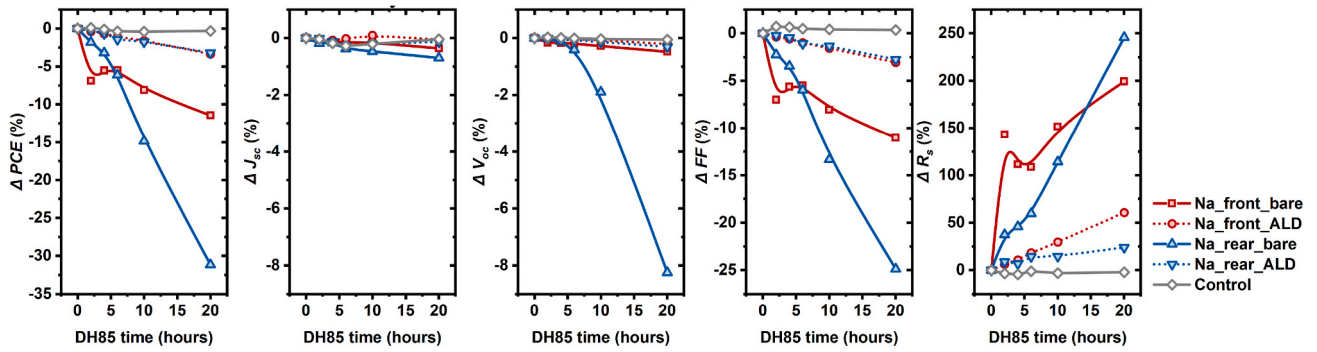 Δ PCE (%)
0
-5
-10
-15
-20
-25
-30
-35
0 5 10 15 20
DH85 time (hours)
Δ Jsc (%)
0
-2
-4
-6
-8
0 5 10 15 20
DH85 time (hours)
Δ Voc (%)
0
-2
-4
-6
-8
0 5 10 15 20
DH85 time (hours)
Δ FF (%)
0
-5
-10
-15
-20
-25
0 5 10 15 20
DH85 time (hours)
Δ Rs (%)
250
200
150
100
50
0
0 5 10 15 20
DH85 time (hours)
Na_front_bare
Na_front_ALD
Na_rear_bare
Na_rear_ALD
Control